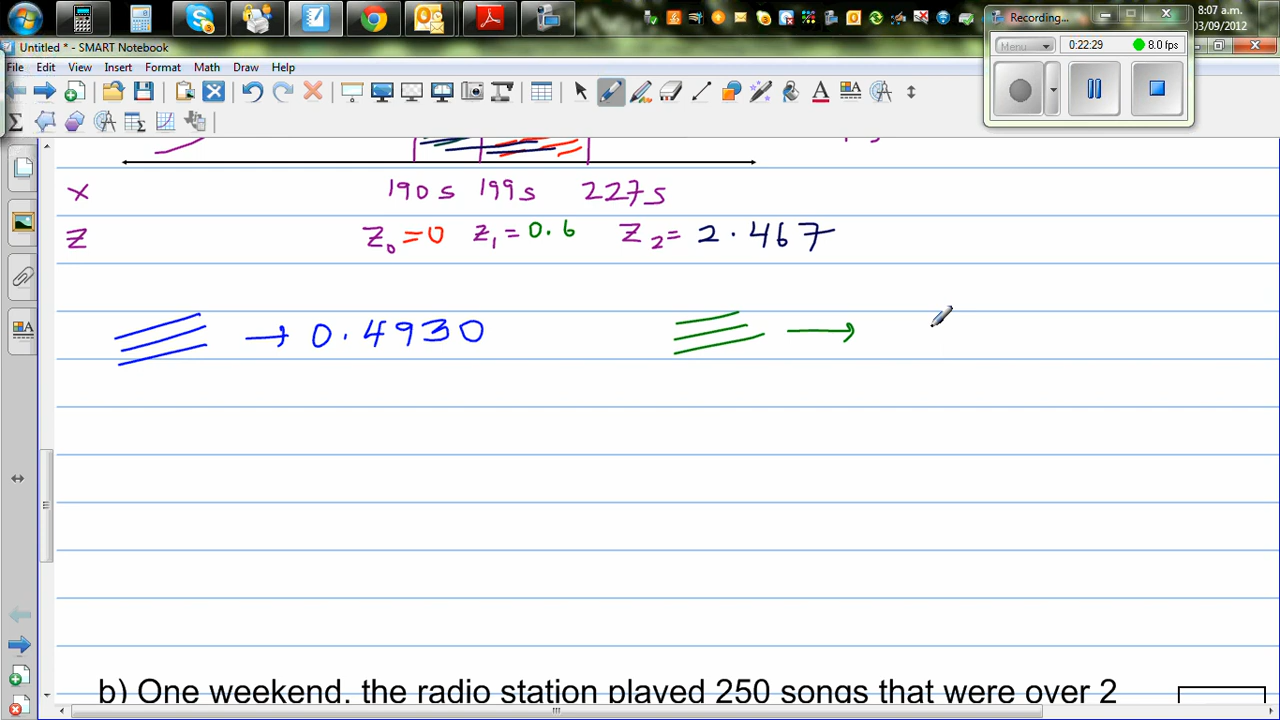 8:07 a.m.
03/09/2012
Recording...
Menu
0:22:29
8.0 fps
Untitled * - SMART Notebook
File Edit View Insert Format Math Draw Help
x 190 s 199 s 227 s
Z Z0 = 0 Z1 = 0.6 Z2 = 2.467
→ 0.4930 →
b) One weekend, the radio station played 250 songs that were over 2